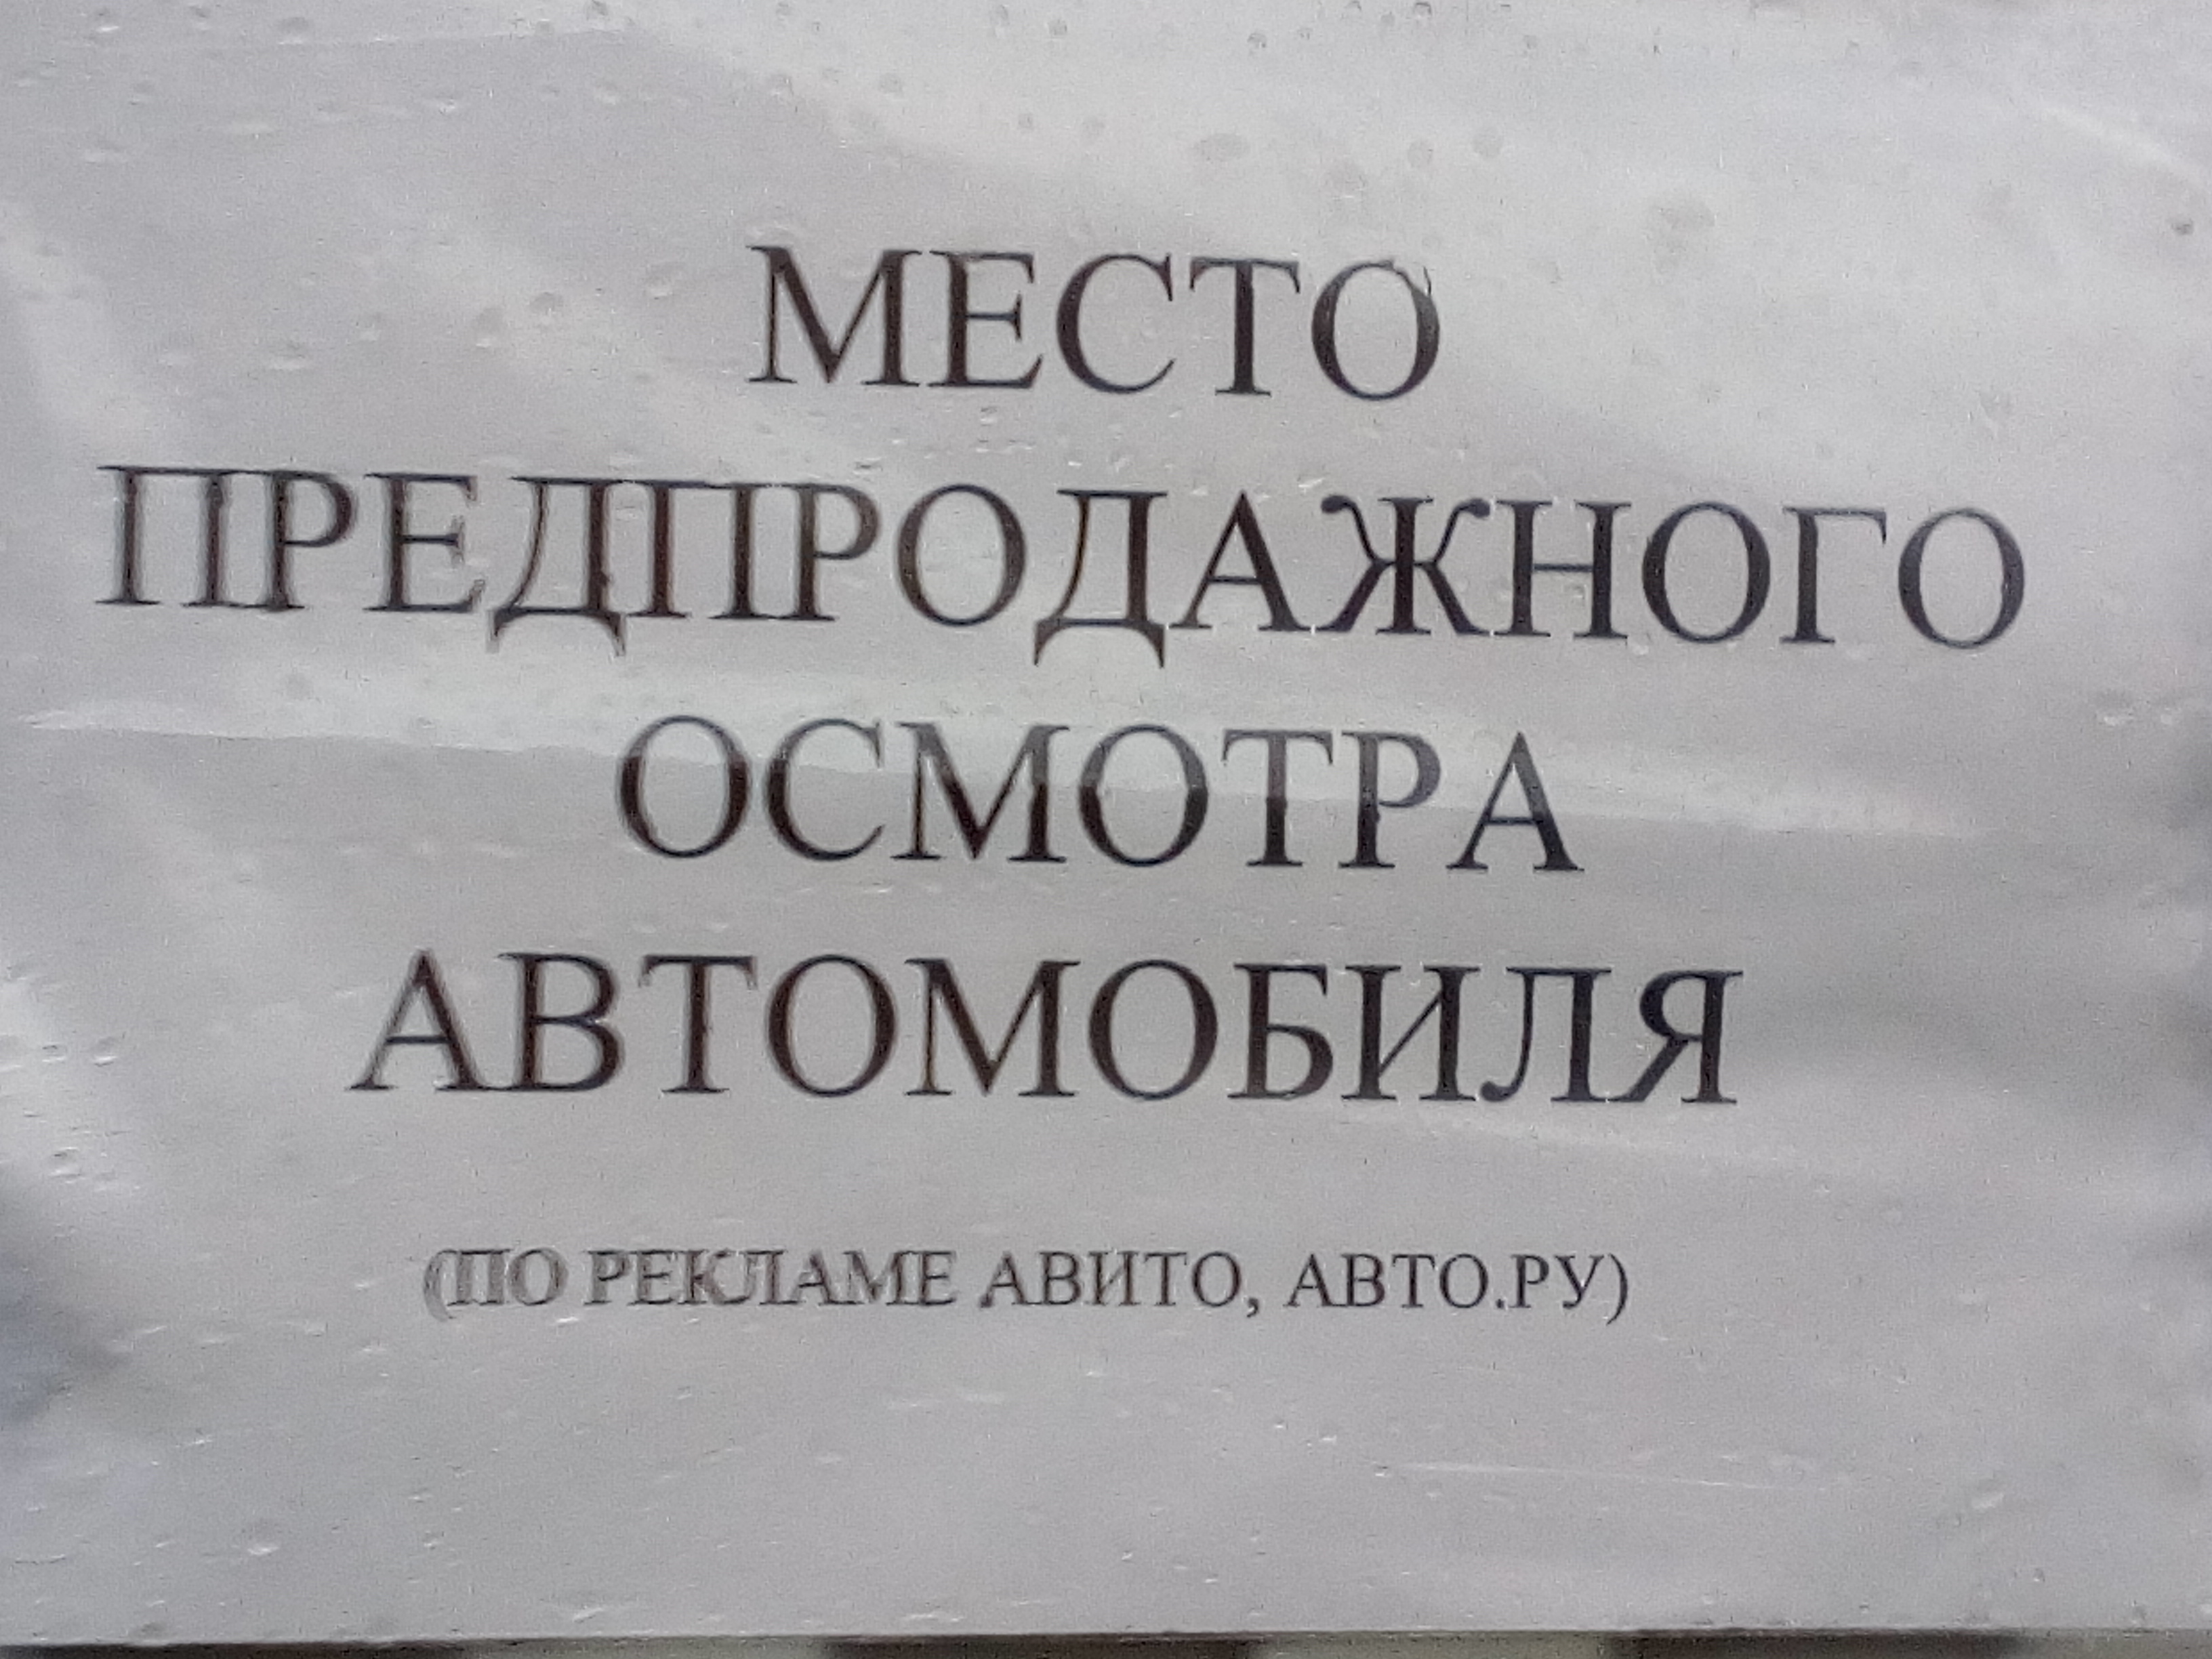 МЕСТО
ПРЕДПРОДАЖНОГО
ОСМОТРА
АВТОМОБИЛЯ
(ПО РЕКЛАМЕ АВИТО, АВТО.РУ)